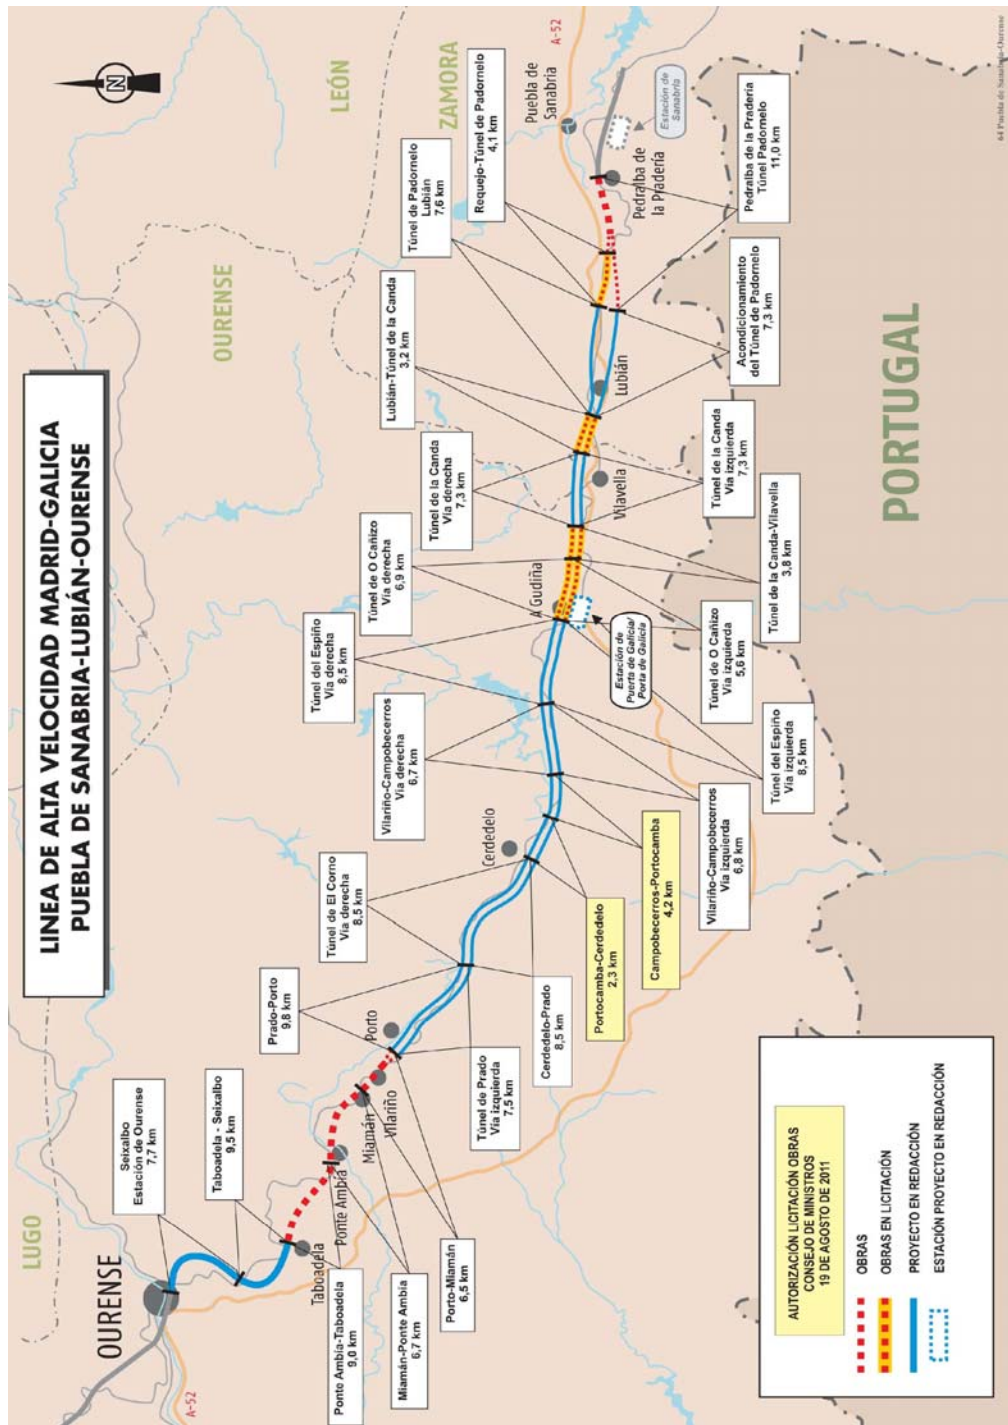 LINEA DE ALTA VELOCIDAD MADRID-GALICIA
PUEBLA DE SANABRIA-LUBIÁN-OURENSE
N
LUGO
OURENSE
LEÓN
ZAMORA
PORTUGAL
OURENSE
A-52
A-52
Seixalbo
Estación de Ourense
7,7 km
Taboadela - Seixalbo
9,5 km
Prado-Porto
9,8 km
Túnel de El Corno
Vía derecha
8,5 km
Vilariño-Campobecerros
Vía derecha
6,7 km
Túnel del Espiño
Vía derecha
8,5 km
Túnel de O Cañizo
Vía derecha
6,9 km
Túnel de la Canda
Vía derecha
7,3 km
Lubián-Túnel de la Canda
3,2 km
Túnel de Padornelo
Lubián
7,6 km
Requejo-Túnel de Padornelo
4,1 km
Puebla de
Sanabria
Estación de
Sanabria
Pedralba de
la Pradería
Lubián
Vilavella
A Gudiña
Estación de
Puerta de Galicia/
Porta de Galicia
Cerdedelo
Porto
Vilariño
Miamán
Ponte Ambía
Taboadela
Ponte Ambía-Taboadela
9,0 km
Miamán-Ponte Ambía
6,7 km
Porto-Miamán
6,5 km
Túnel de Prado
Vía izquierda
7,5 km
Cerdedelo-Prado
8,5 km
Portocamba-Cerdedelo
2,3 km
Campobecerros-Portocamba
4,2 km
Vilariño-Campobecerros
Vía izquierda
6,8 km
Túnel del Espiño
Vía izquierda
8,5 km
Túnel de O Cañizo
Vía izquierda
5,6 km
Túnel de la Canda-Vilavella
3,8 km
Túnel de la Canda
Vía izquierda
7,3 km
Acondicionamiento
del Túnel de Padornelo
7,3 km
Pedralba de la Pradería
Túnel Padornelo
11,0 km
AUTORIZACIÓN LICITACIÓN OBRAS
CONSEJO DE MINISTROS
19 DE AGOSTO DE 2011
OBRAS
OBRAS EN LICITACIÓN
PROYECTO EN REDACCIÓN
ESTACIÓN PROYECTO EN REDACCIÓN
64 Puebla de Sanabria-Ourense